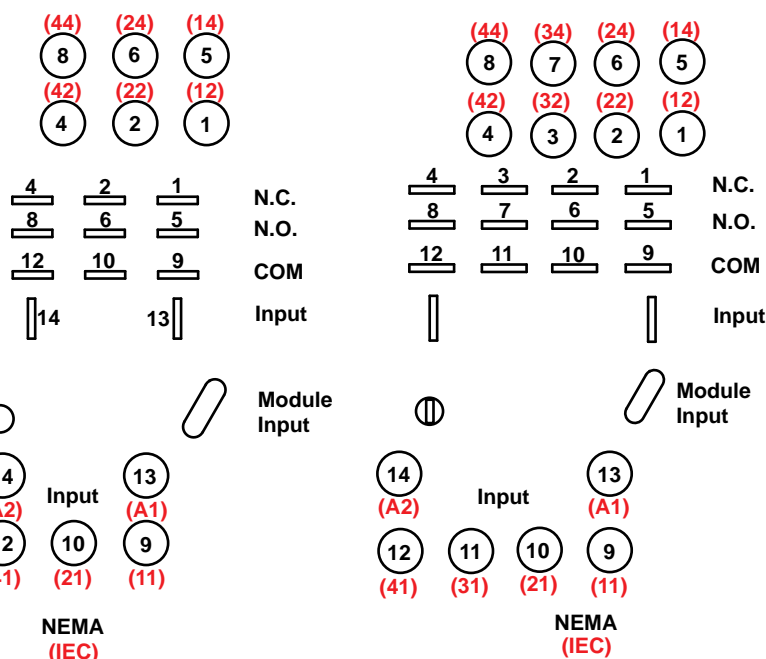 (44) (24) (14)
8 6 5
(42) (22) (12)
4 2 1
4 2 1 N.C.
8 6 5 N.O.
12 10 9 COM
14 13 Input
Module
Input
4 13
Input
A2) (A1)
2 10 9
1) (21) (11)
NEMA
(IEC)
(44) (34) (24) (14)
8 7 6 5
(42) (32) (22) (12)
4 3 2 1
4 3 2 1 N.C.
8 7 6 5 N.O.
12 11 10 9 COM
Input
Module
Input
14 13
Input
(A2) (A1)
12 11 10 9
(41) (31) (21) (11)
NEMA
(IEC)